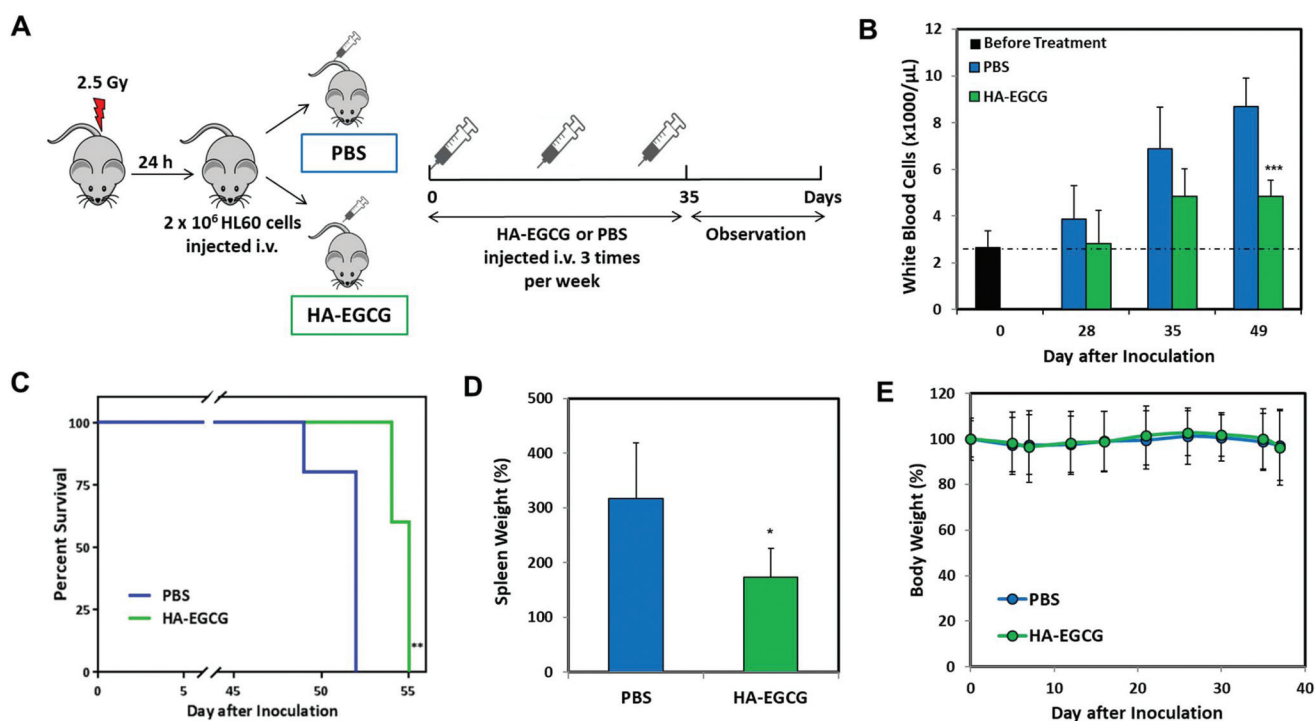 A
2.5 Gy
24 h
2 x 10⁶ HL60 cells
injected i.v.
PBS
HA-EGCG
0
35
Days
HA-EGCG or PBS
injected i.v. 3 times
per week
Observation
B
White Blood Cells (x1000/µL)
12
10
8
6
4
2
0
Before Treatment
PBS
HA-EGCG
***
0 28 35 49
Day after Inoculation
C
Percent Survival
100
75
50
25
0
PBS
HA-EGCG
**
0 5 45 50 55
Day after Inoculation
D
Spleen Weight (%)
500
400
300
200
100
0
*
PBS HA-EGCG
E
Body Weight (%)
120
100
80
60
40
20
0
PBS
HA-EGCG
0 10 20 30 40
Day after Inoculation